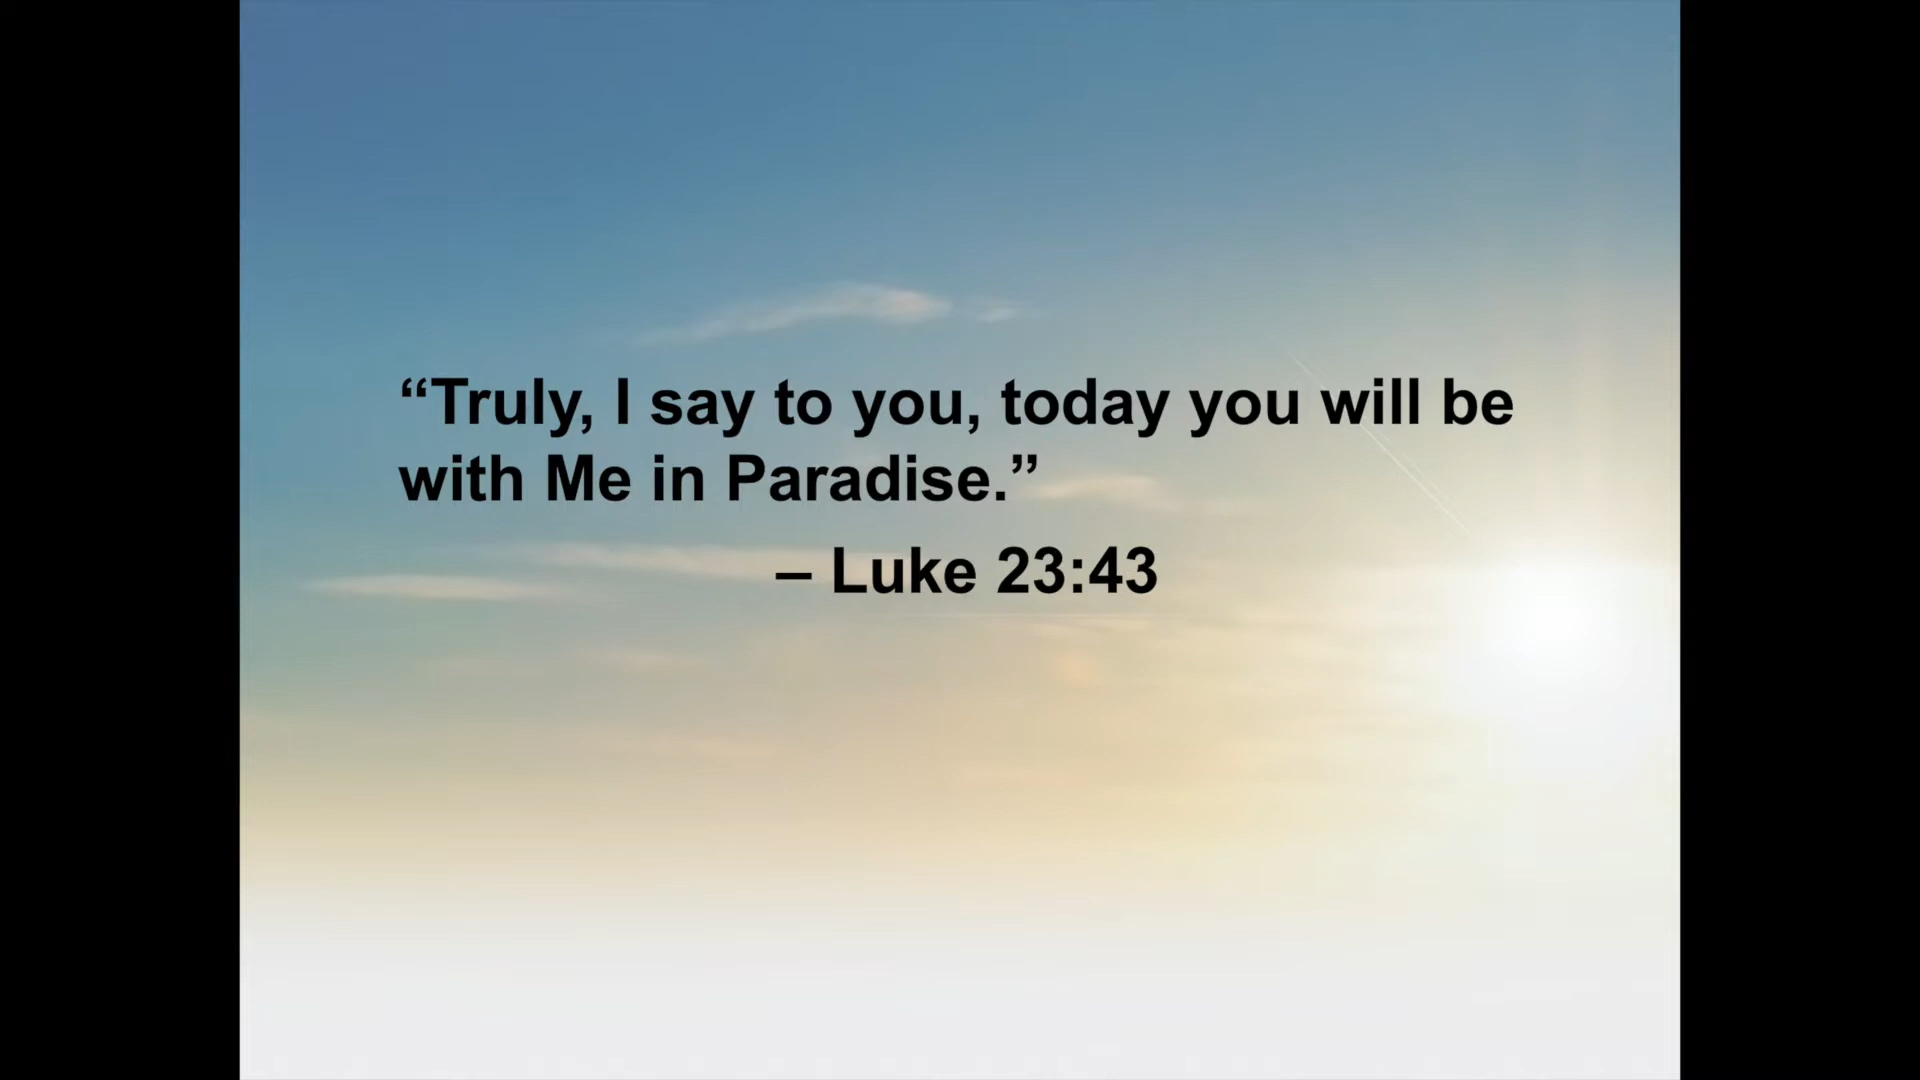 “Truly, I say to you, today you will be
with Me in Paradise.”
– Luke 23:43